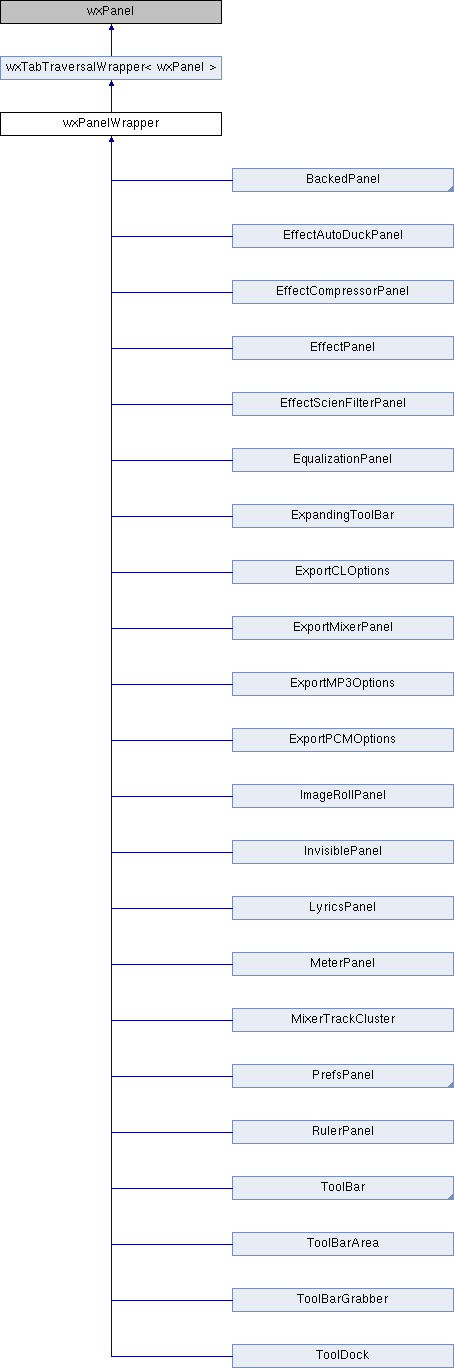 wxPanel
wxTabTraversalWrapper< wxPanel >
wxPanelWrapper
BackedPanel
EffectAutoDuckPanel
EffectCompressorPanel
EffectPanel
EffectScienFilterPanel
EqualizationPanel
ExpandingToolBar
ExportCLOptions
ExportMixerPanel
ExportMP3Options
ExportPCMOptions
ImageRollPanel
InvisiblePanel
LyricsPanel
MeterPanel
MixerTrackCluster
PrefsPanel
RulerPanel
ToolBar
ToolBarArea
ToolBarGrabber
ToolDock